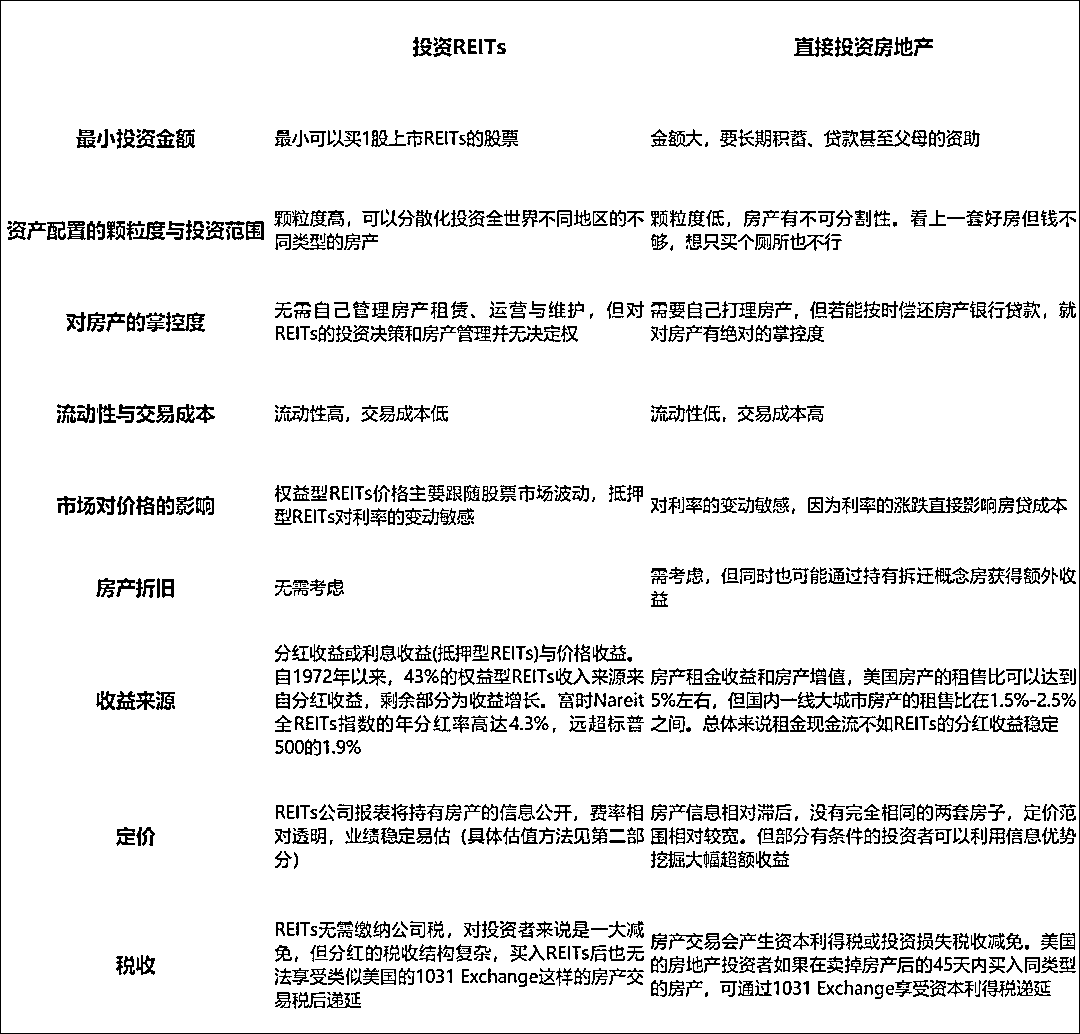 投资REITs
直接投资房地产
最小投资金额
最小可以买1股上市REITs的股票
金额大，要长期积蓄、贷款甚至父母的资助
资产配置的颗粒度与投资范围
颗粒度高，可以分散化投资全世界不同地区的不
同类型的房产
颗粒度低，房产有不可分割性。看上一套好房但钱不
够，想只买个厕所也不行
对房产的掌控度
无需自己管理房产租赁、运营与维护，但对
REITs的投资决策和房产管理并无决定权
需要自己打理房产，但若能按时偿还房产银行贷款，就
对房产有绝对的掌控度
流动性与交易成本
流动性高，交易成本低
流动性低，交易成本高
市场对价格的影响
权益型REITs价格主要跟随股票市场波动，抵押
型REITs对利率的变动敏感
对利率的变动敏感，因为利率的涨跌直接影响房贷成本
房产折旧
无需考虑
需考虑，但同时也可能通过持有拆迁概念房获得额外收
益
收益来源
分红收益或利息收益(抵押型REITs)与价格收益。
自1972年以来，43%的权益型REITs收入来源来
自分红收益，剩余部分为收益增长。富时Nareit
全REITs指数的年分红率高达4.3%，远超标普
500的1.9%
房产租金收益和房产增值，美国房产的租售比可以达到
5%左右，但国内一线大城市房产的租售比在1.5%-2.5%
之间。总体来说租金现金流不如REITs的分红收益稳定
定价
REITs公司报表将持有房产的信息公开，费率相
对透明，业绩稳定易估（具体估值方法见第二部
分）
房产信息相对滞后，没有完全相同的两套房子，定价范
围相对较宽。但部分有条件的投资者可以利用信息优势
挖掘大幅超额收益
税收
REITs无需缴纳公司税，对投资者来说是一大减
免，但分红的税收结构复杂，买入REITs后也无
法享受类似美国的1031 Exchange这样的房产交
易税后递延
房产交易会产生资本利得税或投资损失税收减免。美国
的房地产投资者如果在卖掉房产后的45天内买入同类型
的房产，可通过1031 Exchange享受资本利得税递延